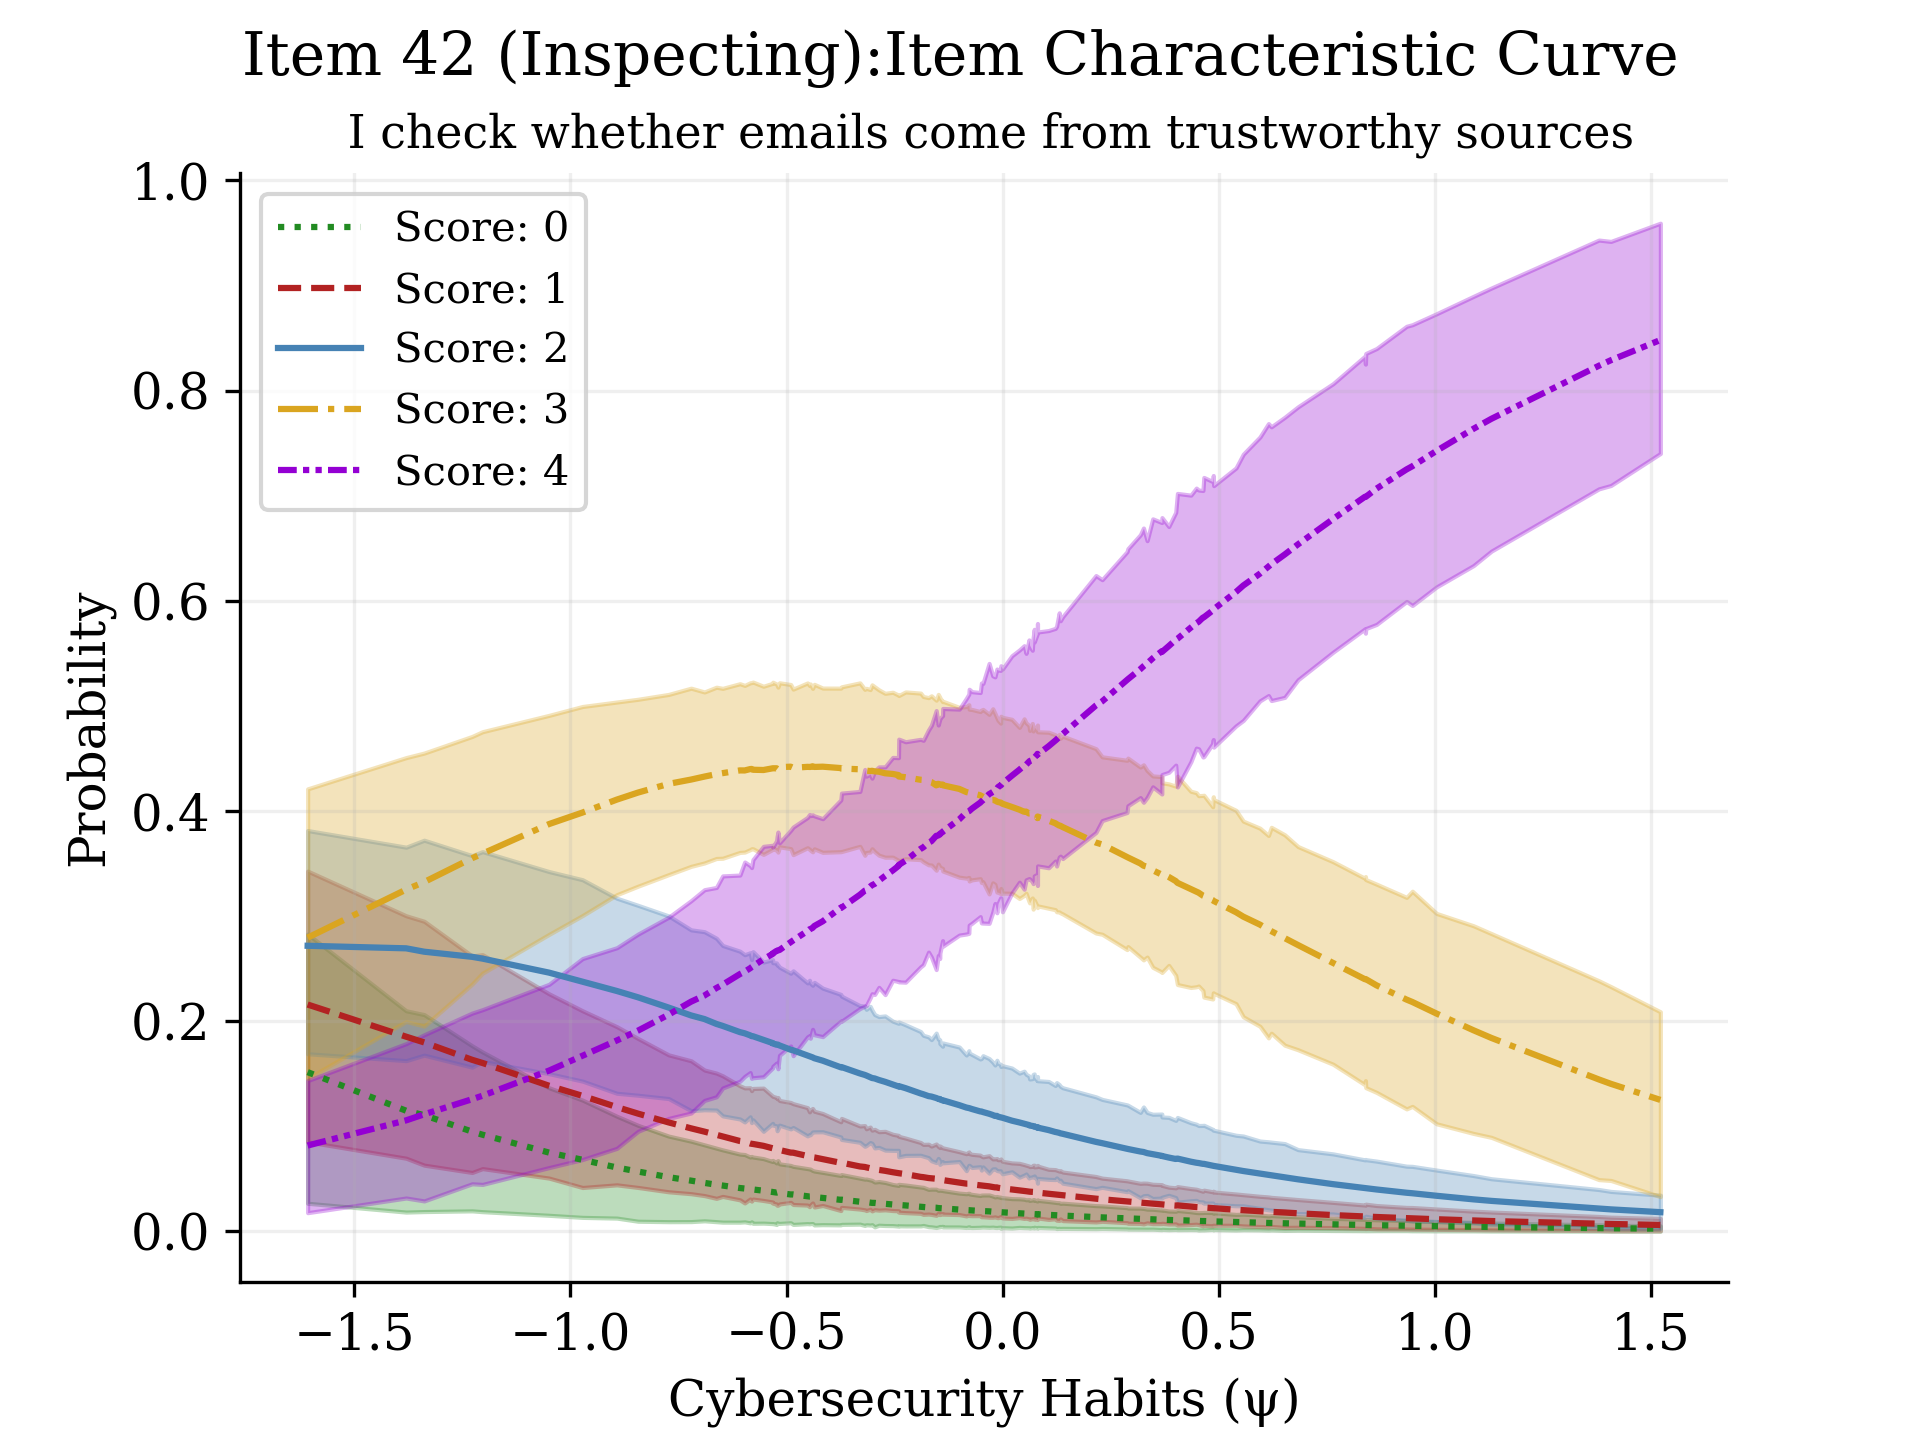 Item 42 (Inspecting):Item Characteristic Curve
I check whether emails come from trustworthy sources
1.0
0.8
0.6
0.4
0.2
0.0
Probability
Score: 0
Score: 1
Score: 2
Score: 3
Score: 4
−1.5
−1.0
−0.5
0.0
0.5
1.0
1.5
Cybersecurity Habits (ψ)